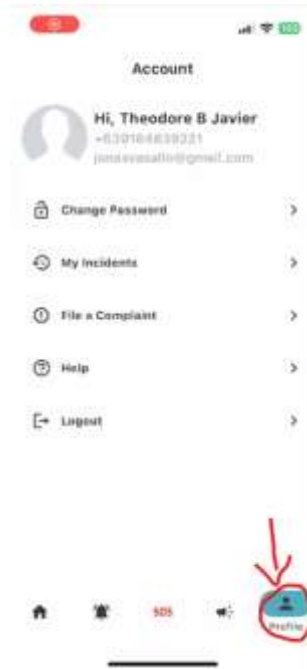 Account
Hi, Theodore B Javier
Change Password
My Incidents
File a Complaint
Help
Logout
SOS
Profile